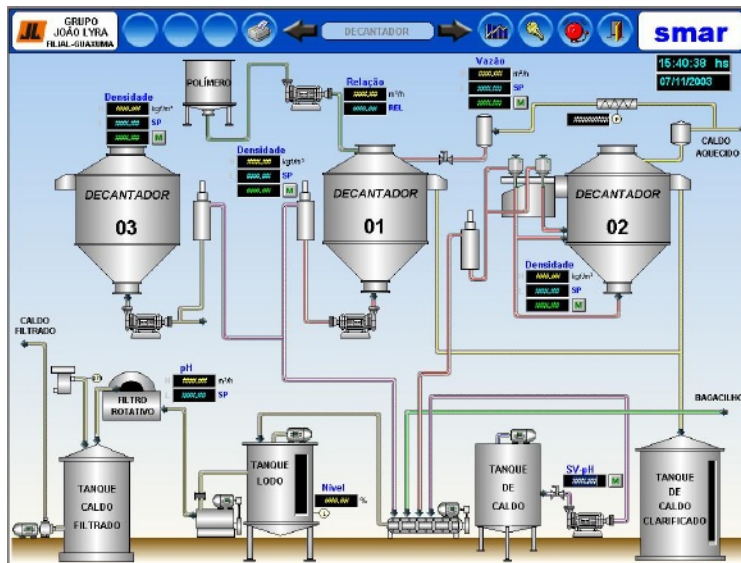 JL
GRUPO
JOÃO LYRA
FILIAL-GUAXUMA
DECANTADOR
smar
15:40:38 hs
07/11/2003
POLÍMERO
Relação
m³/h
REL
Vazão
m³/h
SP
M
Densidade
kgf/m³
SP
M
Densidade
kgf/m³
SP
M
CALDO
AQUECIDO
DECANTADOR
03
DECANTADOR
01
DECANTADOR
02
Densidade
kgf/m³
SP
M
CALDO
FILTRADO
pH
m³/h
SP
FILTRO
ROTATIVO
BAGACILHO
TANQUE
CALDO
FILTRADO
TANQUE
LODO
Nível
%
TANQUE
DE
CALDO
SV-pH
M
TANQUE
DE
CALDO
CLARIFICADO